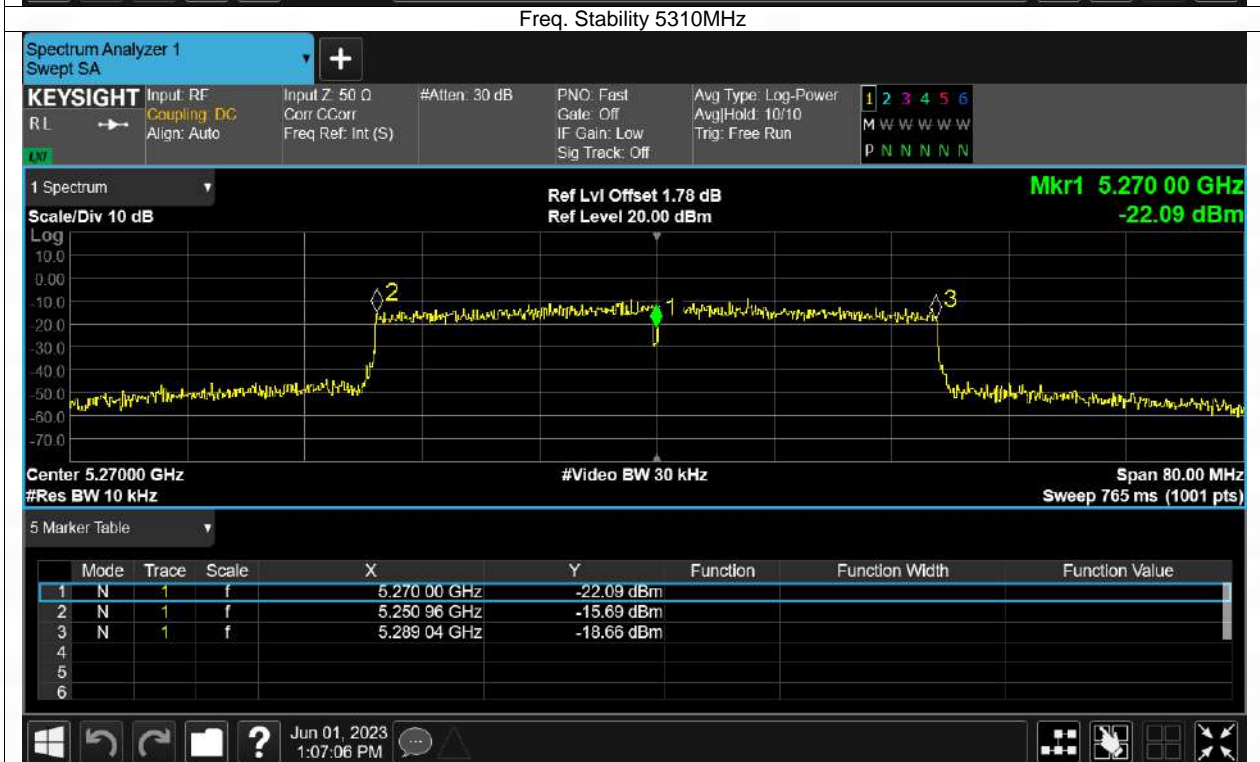 Freq. Stability 5310MHz
Spectrum Analyzer 1
Swept SA
+
KEYSIGHT Input: RF Input Z: 50 Ω #Atten: 30 dB PNO: Fast Avg Type: Log-Power 1 2 3 4 5 6
RL Coupling: DC Corr CCorr Gate: Off Avg|Hold: 10/10 M W W W W W
Align: Auto Freq Ref: Int (S) IF Gain: Low Trig: Free Run P N N N N N
LXI Sig Track: Off
1 Spectrum Ref Lvl Offset 1.78 dB Mkr1 5.270 00 GHz
Scale/Div 10 dB Ref Level 20.00 dBm -22.09 dBm
Log
10.0
0.00
-10.0
-20.0
-30.0
-40.0
-50.0
-60.0
-70.0
2
1
3
Center 5.27000 GHz #Video BW 30 kHz Span 80.00 MHz
#Res BW 10 kHz Sweep 765 ms (1001 pts)
5 Marker Table
Mode Trace Scale X Y Function Function Width Function Value
1 N 1 f 5.270 00 GHz -22.09 dBm
2 N 1 f 5.250 96 GHz -15.69 dBm
3 N 1 f 5.289 04 GHz -18.66 dBm
4
5
6
? Jun 01, 2023
1:07:06 PM